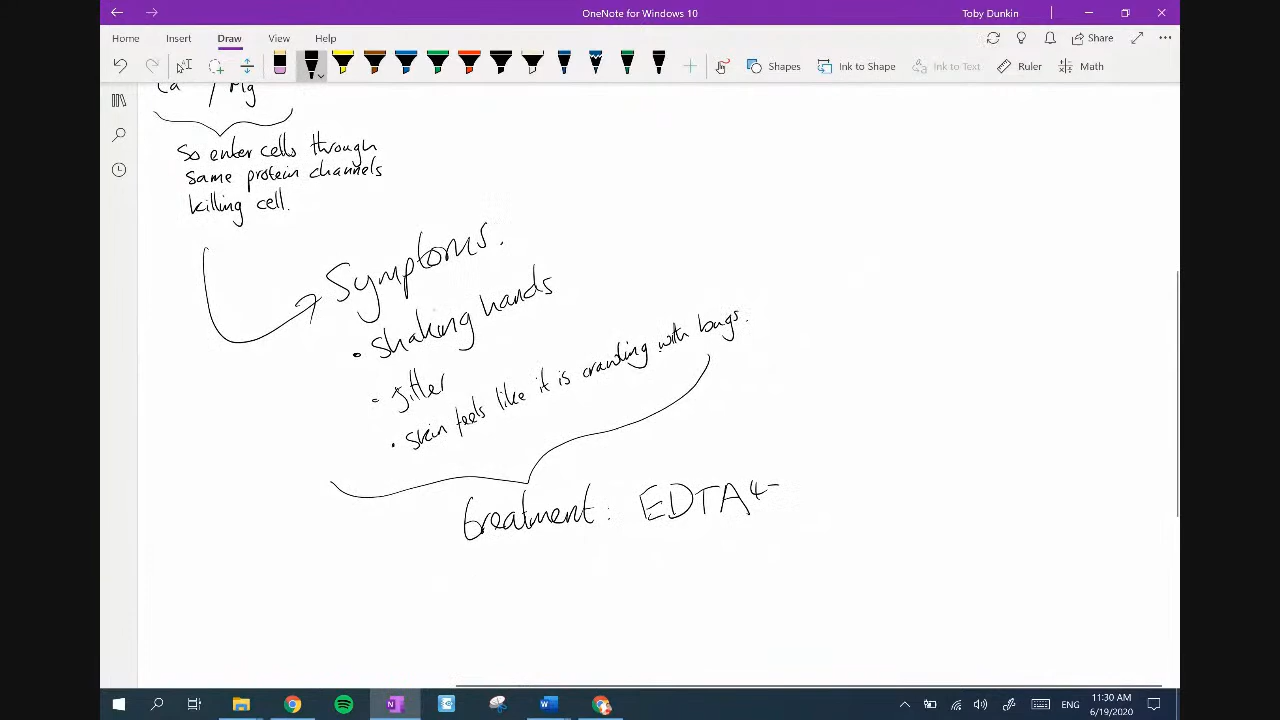 OneNote for Windows 10
Toby Dunkin
Home Insert Draw View Help
Share
Shapes
Ink to Shape
Ink to Text
Ruler
Math
Ca / Mg
So enter cells through
same protein channels
killing cell.
Symptoms.
• shaking hands
• jitter
• skin feels like it is crawling with bugs.
treatment: EDTA4-
ENG
11:30 AM
6/19/2020